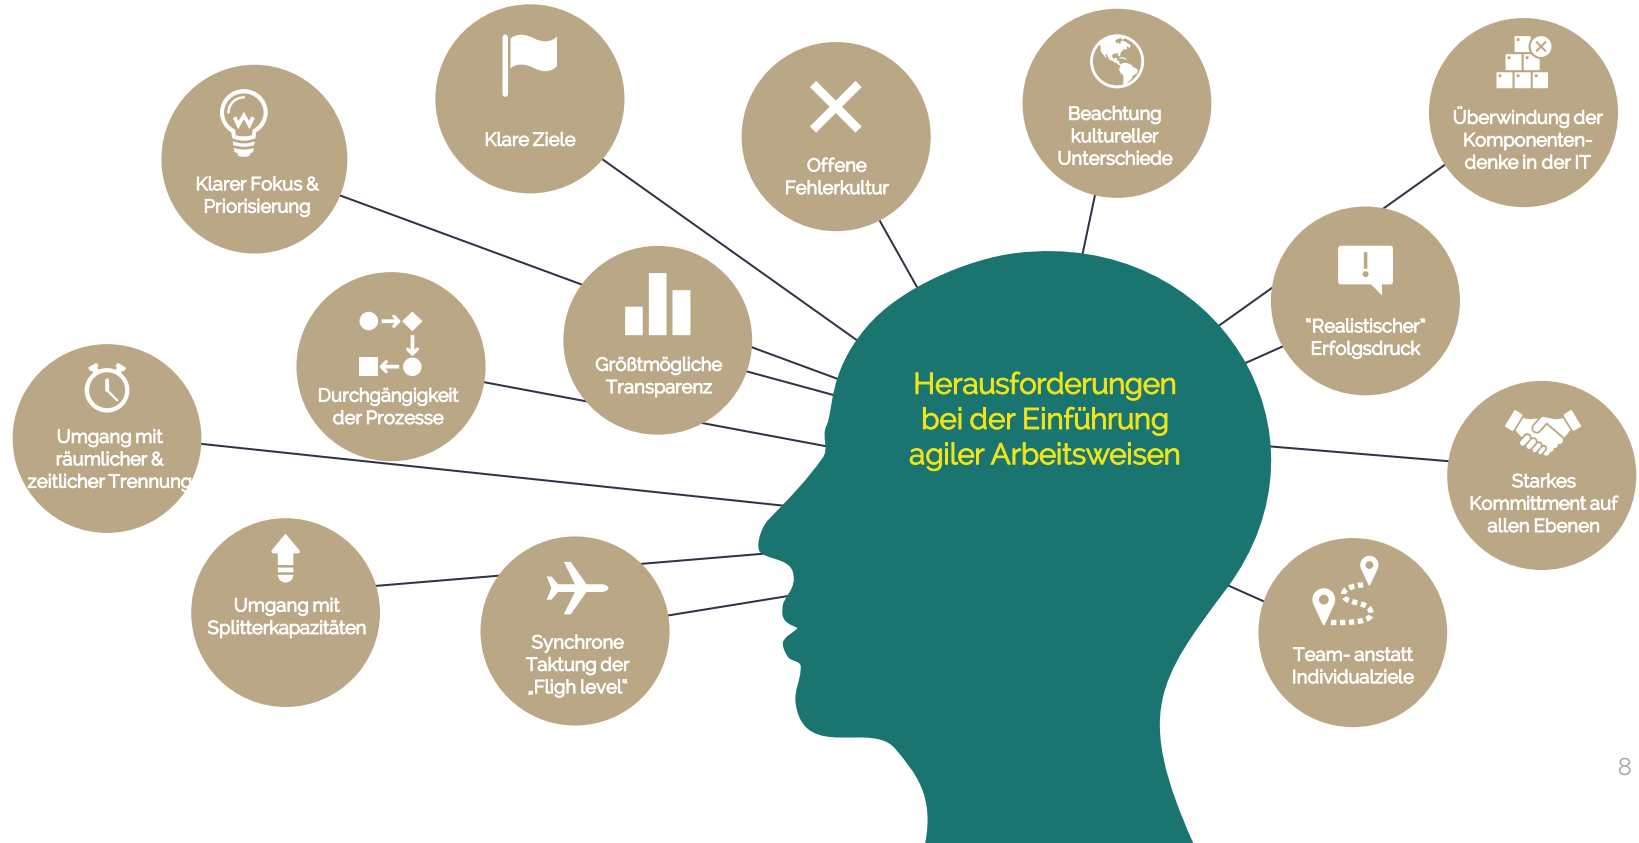 Klare Ziele
Klarer Fokus &
Priorisierung
Offene
Fehlerkultur
Beachtung
kultureller
Unterschiede
Überwindung der
Komponenten-
denke in der IT
"Realistischer"
Erfolgsdruck
Größtmögliche
Transparenz
Durchgängigkeit
der Prozesse
Umgang mit
räumlicher &
zeitlicher Trennung
Herausforderungen
bei der Einführung
agiler Arbeitsweisen
Starkes
Kommittment auf
allen Ebenen
Umgang mit
Splitterkapazitäten
Synchrone
Taktung der
„Fligh level“
Team- anstatt
Individualziele
8